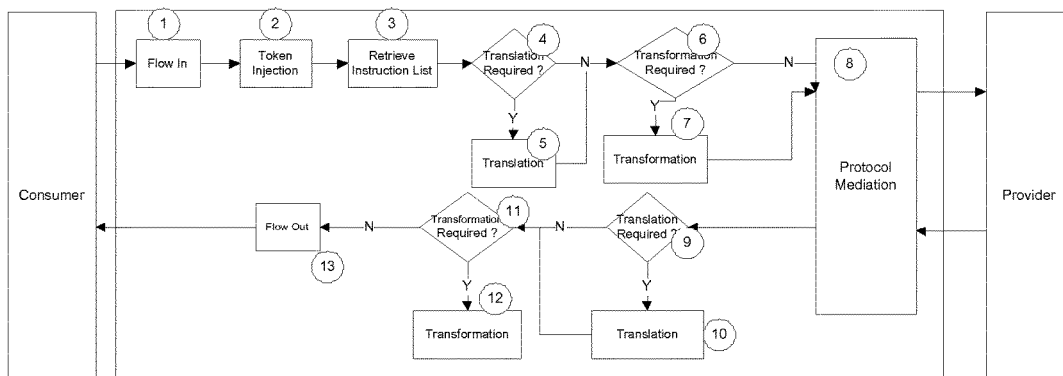 1
2
3
4
6
Flow In
Token
Injection
Retrieve
Instruction List
Translation
Required ?
N
Transformation
Required ?
N
8
Y
Y
5
Translation
7
Transformation
Protocol
Mediation
Consumer
Provider
Flow Out
13
N
Transformation
Required ?
11
N
Translation
Required ?
9
Y
Y
12
Transformation
Translation
10